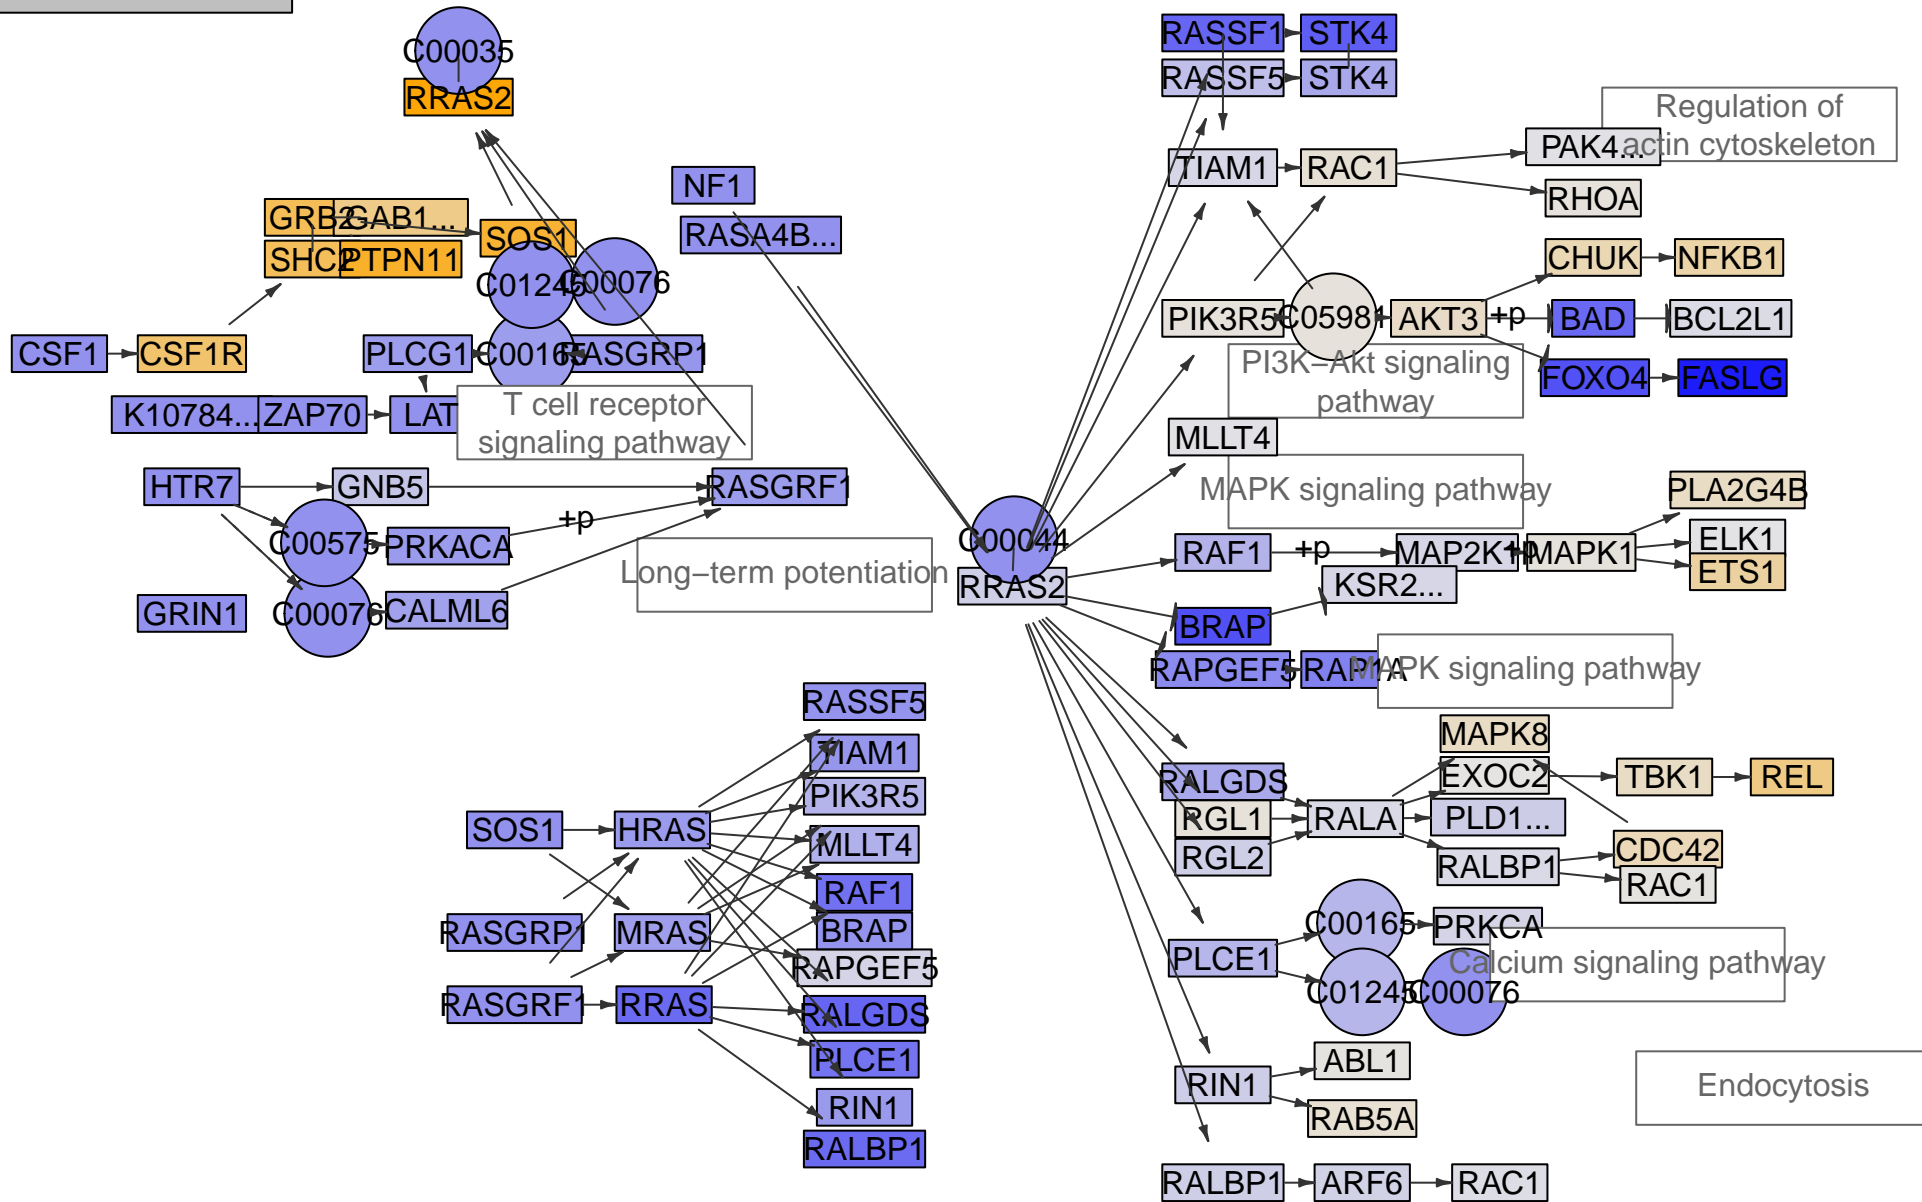 C00035
RRAS2
NF1
RASA4B...
GRB2
GAB1...
SHC2
PTPN11
SOS1
C01245
C00076
CSF1
CSF1R
PLCG1
C00165
RASGRP1
K10784...
ZAP70
LAT
T cell receptor
signaling pathway
HTR7
GNB5
RASGRF1
C00575
PRKACA
+p
C00076
CALML6
GRIN1
Long−term potentiation
C00044
RRAS2
RASSF1
STK4
RASSF5
STK4
Regulation of
actin cytoskeleton
PAK4...
TIAM1
RAC1
RHOA
CHUK
NFKB1
PIK3R5
C05981
AKT3
+p
BAD
BCL2L1
PI3K−Akt signaling
pathway
FOXO4
FASLG
MLLT4
MAPK signaling pathway
PLA2G4B
RAF1
+p
MAP2K1
+p
MAPK1
ELK1
ETS1
KSR2...
BRAP
RAPGEF5
RAP1A
MAPK signaling pathway
MAPK8
RALGDS
EXOC2
TBK1
REL
RGL1
RALA
PLD1...
RGL2
RALBP1
CDC42
RAC1
C00165
PRKCA
PLCE1
Calcium signaling pathway
C01245
C00076
RIN1
ABL1
RAB5A
Endocytosis
RALBP1
ARF6
RAC1
RASSF5
TIAM1
PIK3R5
SOS1
HRAS
MLLT4
RAF1
RASGRP1
MRAS
BRAP
RAPGEF5
RASGRF1
RRAS
RALGDS
PLCE1
RIN1
RALBP1